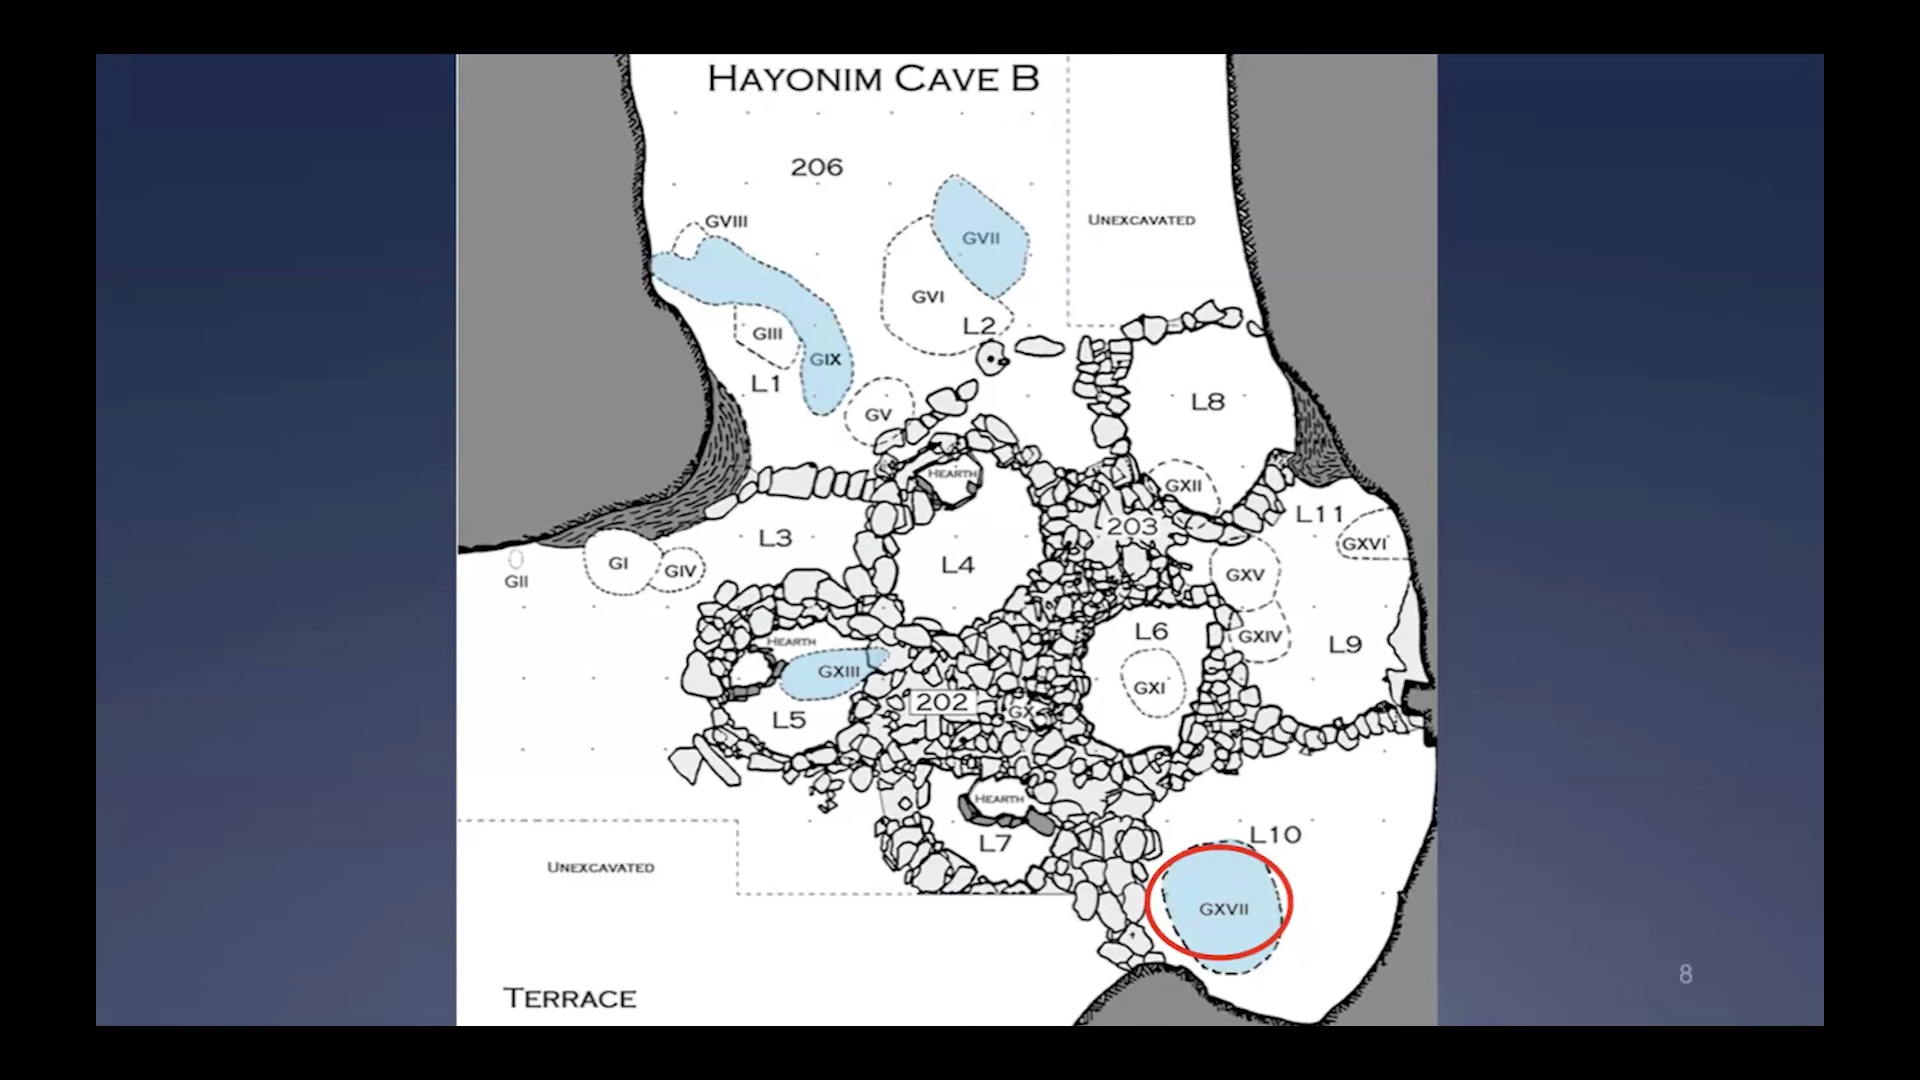 HAYONIM CAVE B
206
GVIII
UNEXCAVATED
GVII
GVI
L2
GIII
GIX
L1
L8
GV
HEARTH
GXII
L11
203
L3
GXVI
GI
GIV
L4
GXV
GII
L6
GXIV
L9
HEARTH
GXIII
GXI
202
GX
L5
HEARTH
L10
L7
UNEXCAVATED
GXVII
8
TERRACE